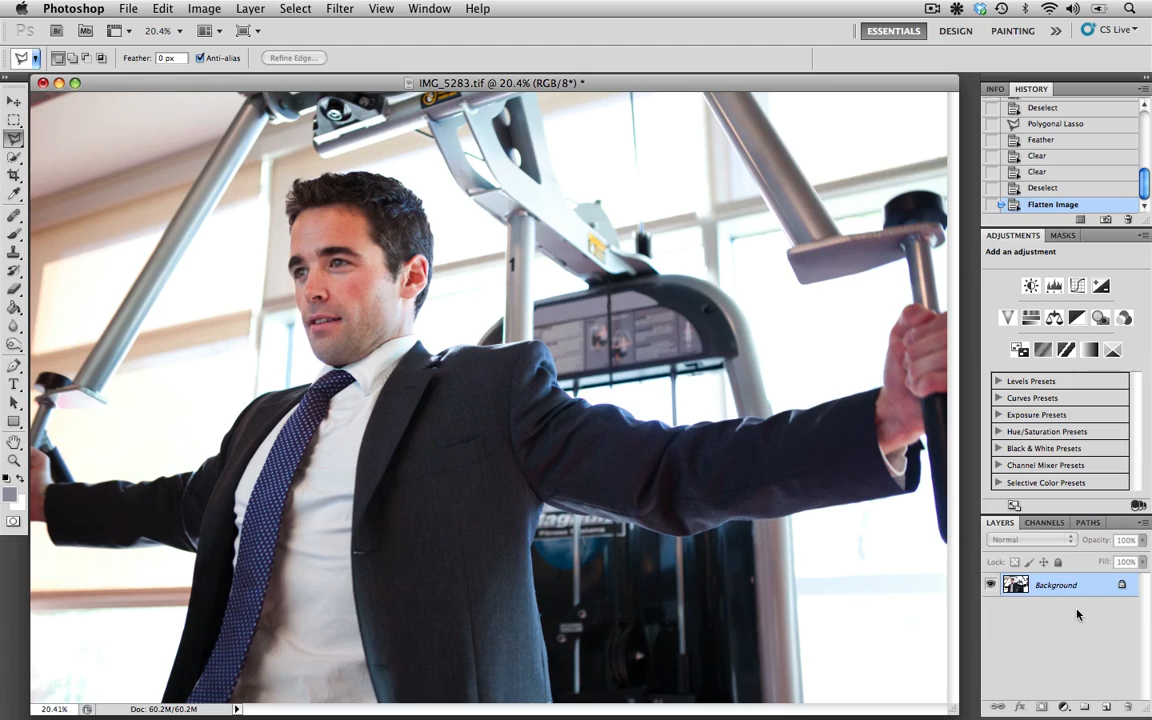 Photoshop File Edit Image Layer Select Filter View Window Help
CS Live
Ps Br Mb 20.4% ESSENTIALS DESIGN PAINTING
Feather: 0 px Anti-alias Refine Edge...
IMG_5283.tif @ 20.4% (RGB/8*) *
INFO HISTORY
Deselect
Polygonal Lasso
Feather
Clear
Clear
Deselect
Flatten Image
ADJUSTMENTS MASKS
Add an adjustment
Levels Presets
Curves Presets
Exposure Presets
Hue/Saturation Presets
Black & White Presets
Channel Mixer Presets
Selective Color Presets
LAYERS CHANNELS PATHS
Normal Opacity: 100%
Lock: Fill: 100%
Background
1
20.41% Doc: 60.2M/60.2M